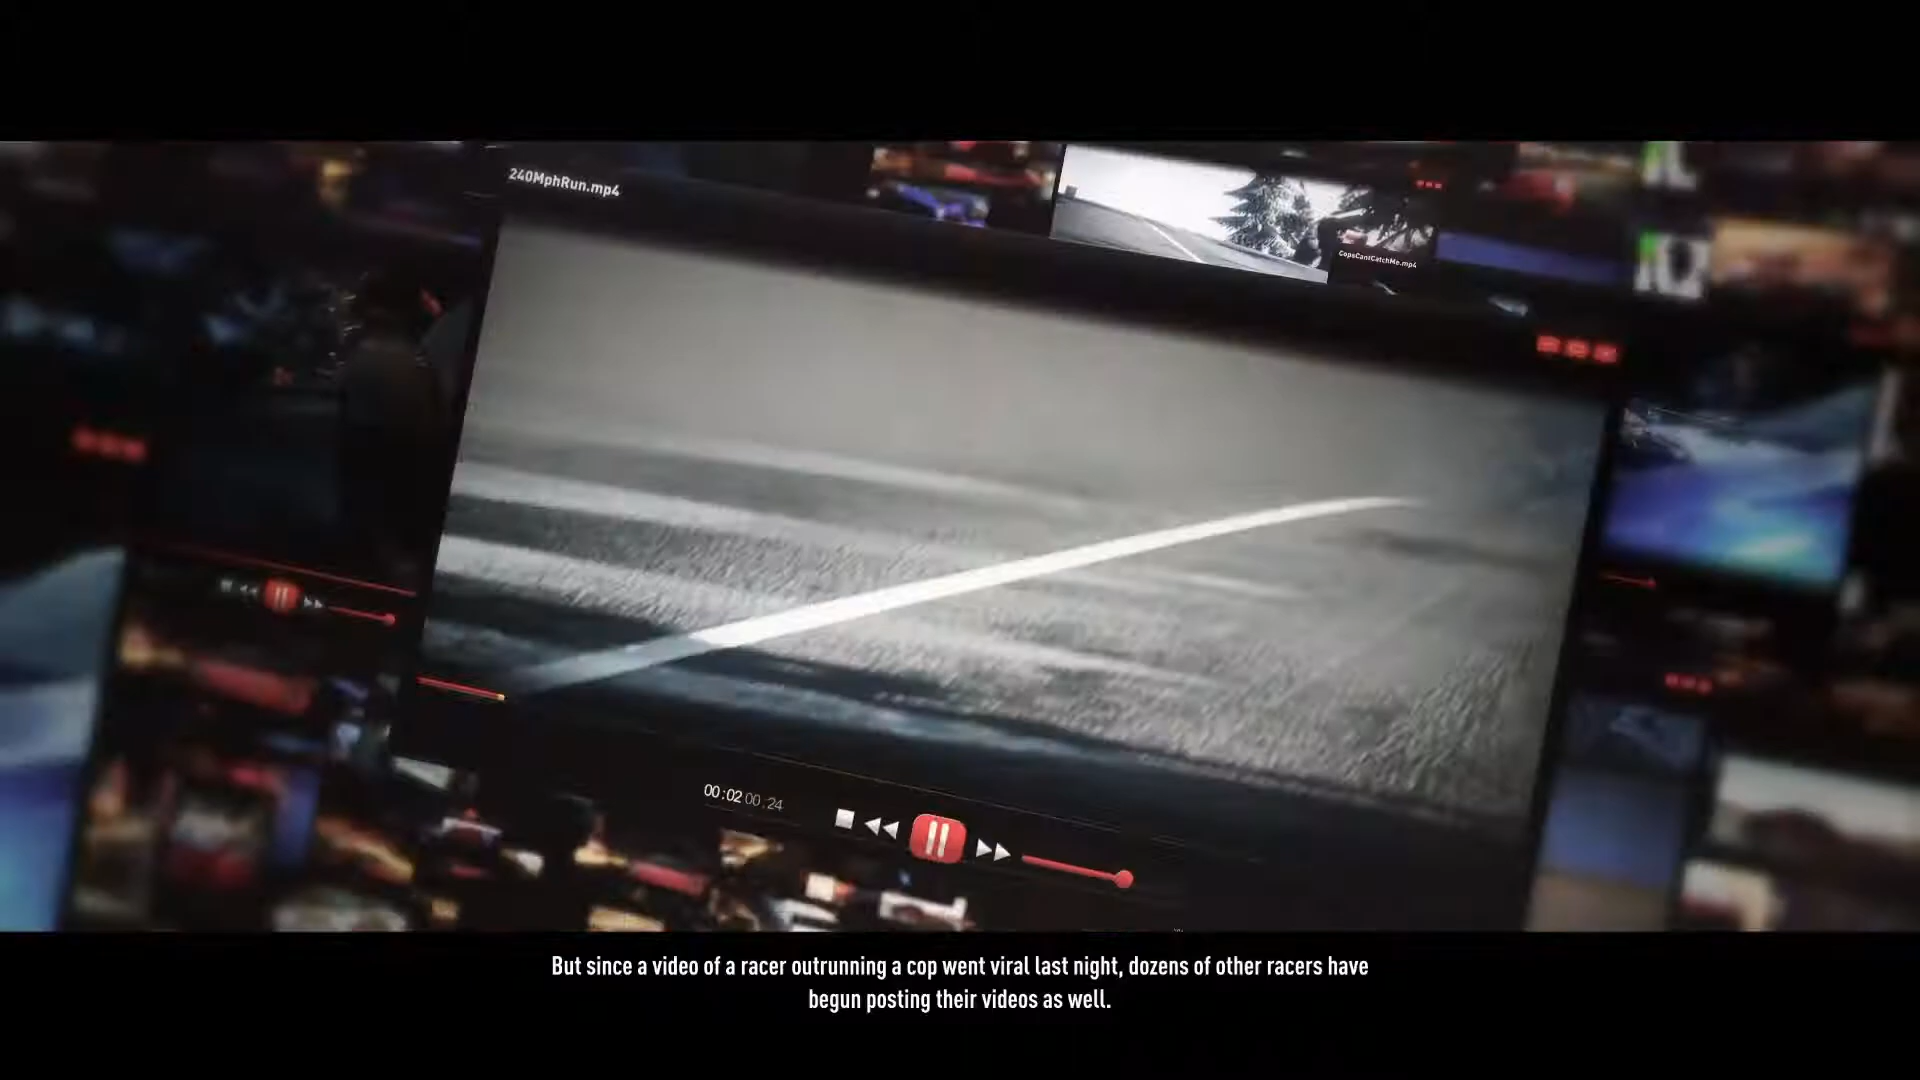 240MphRun.mp4
CopsCantCatchMe.mp4
00:02 00:24
But since a video of a racer outrunning a cop went viral last night, dozens of other racers have
begun posting their videos as well.